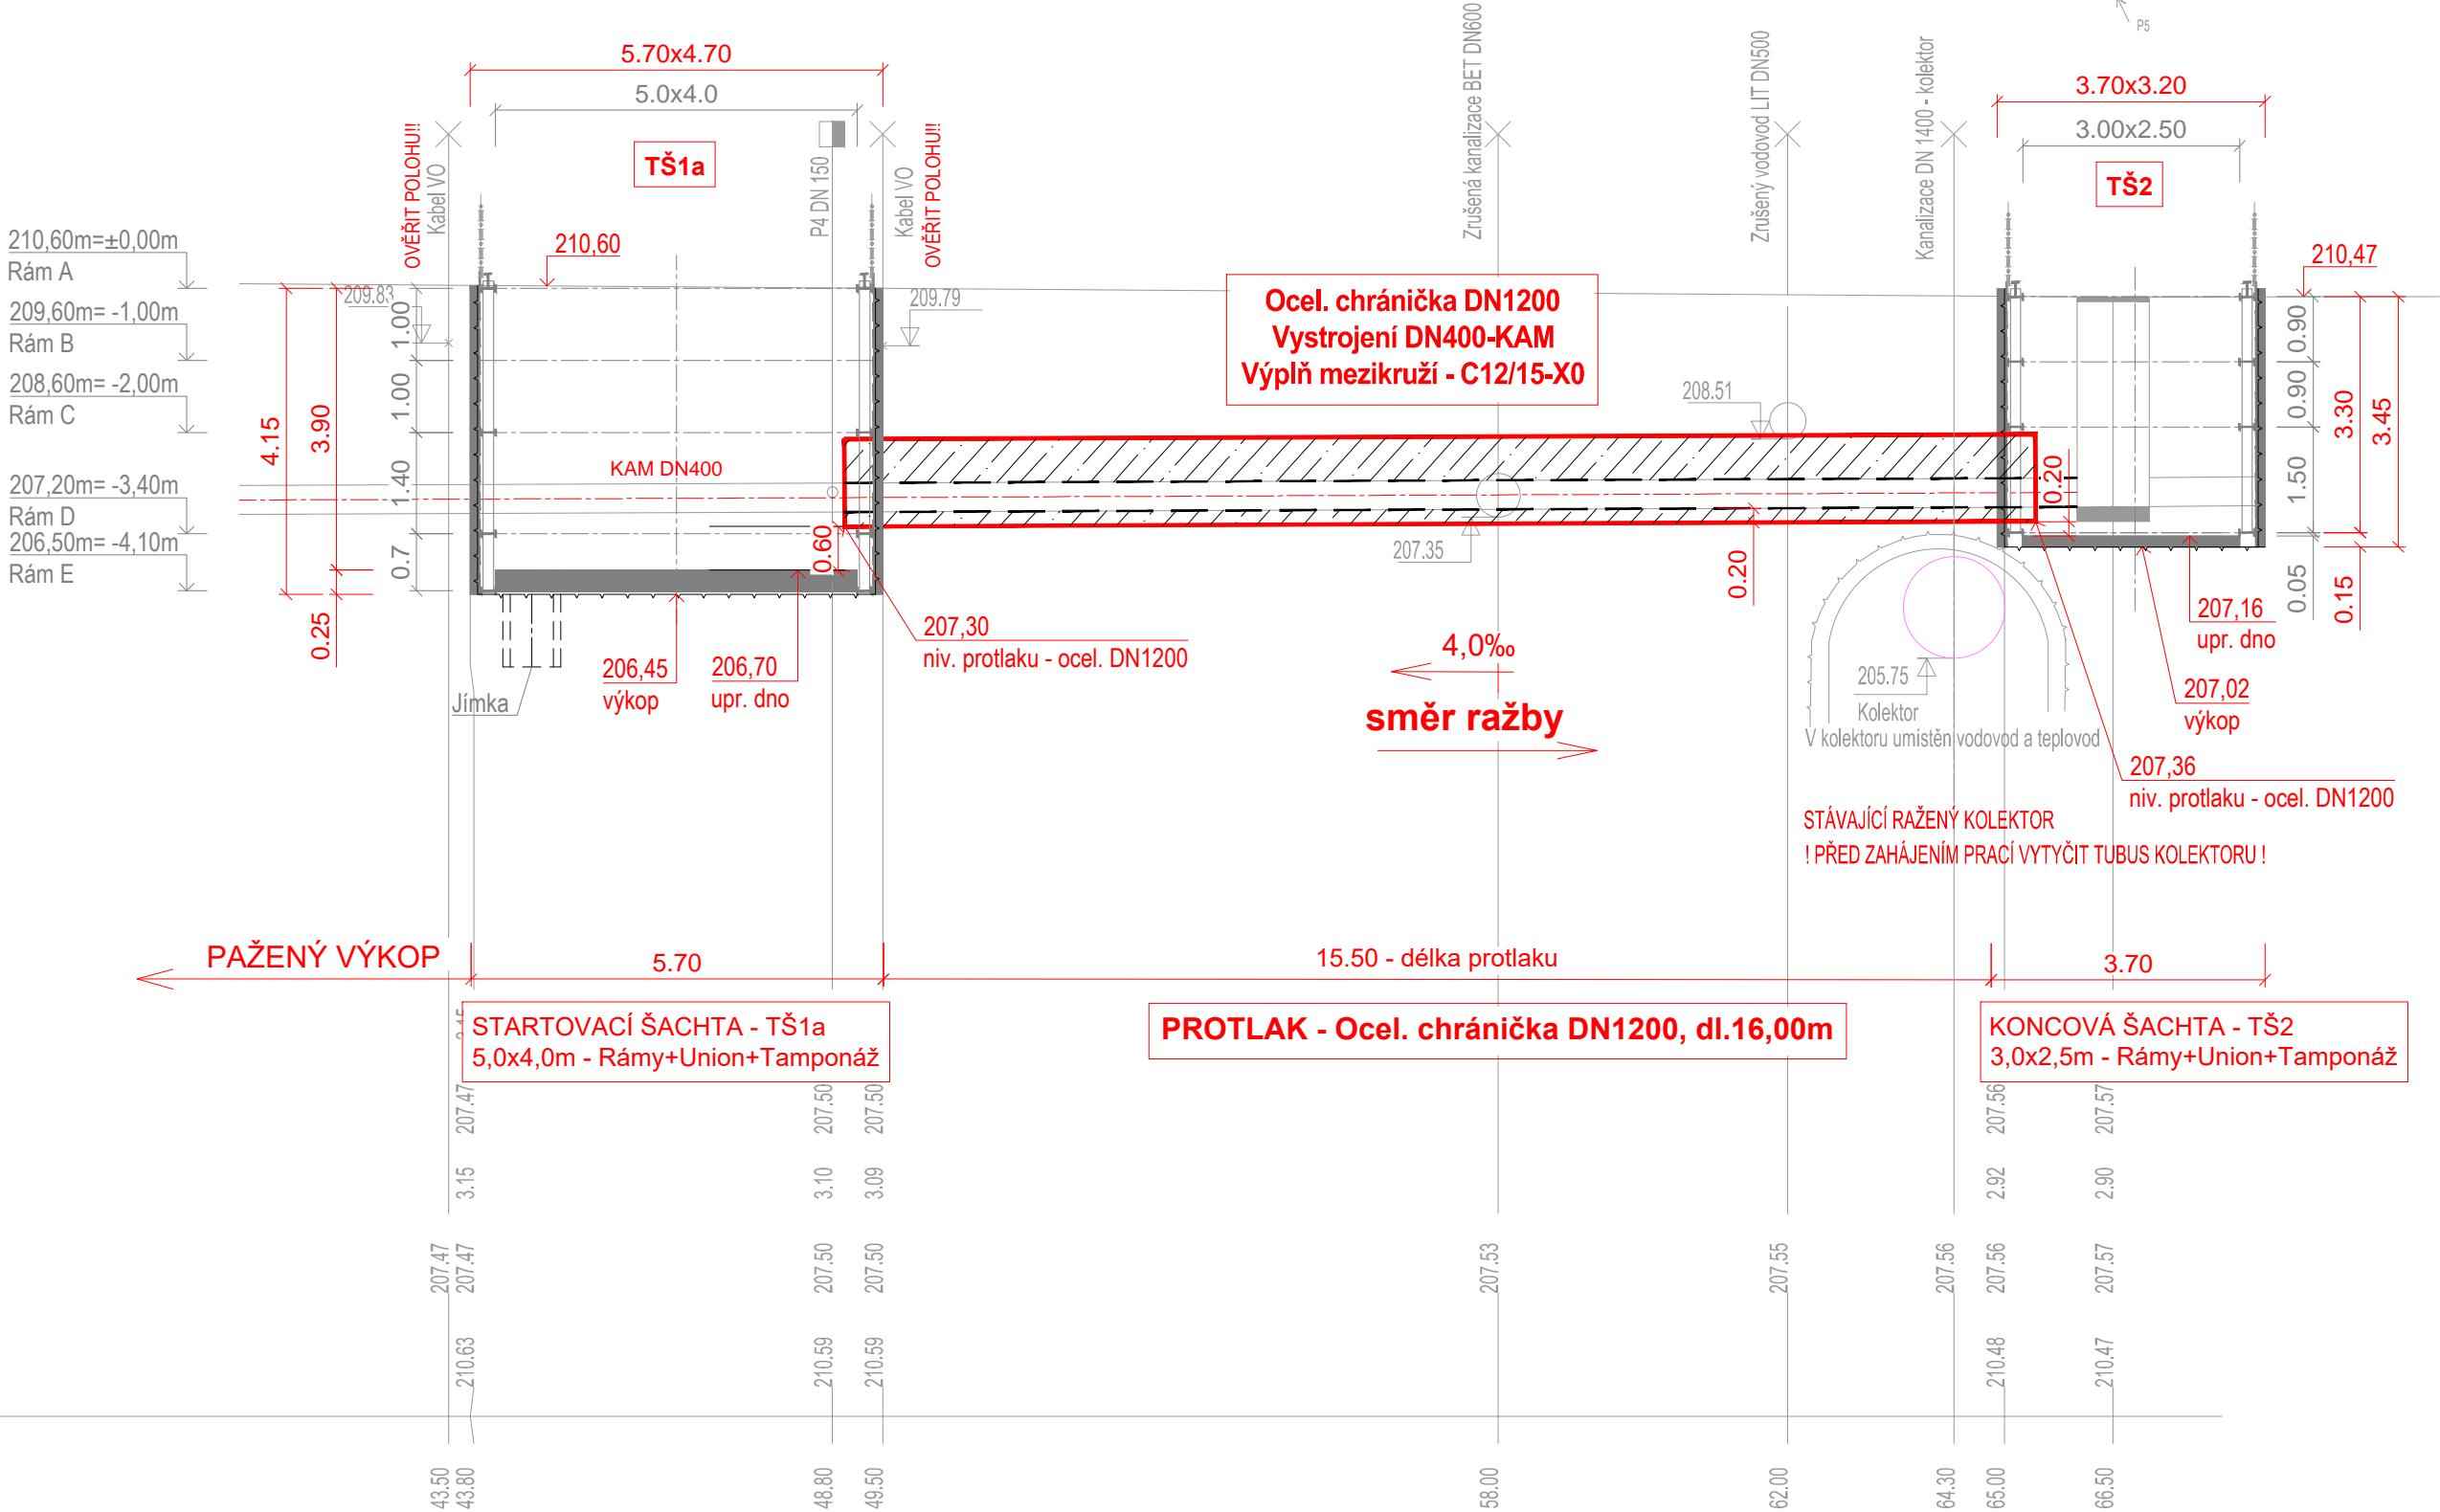 P5
5.70x4.70
5.0x4.0
TŠ1a
OVĚŘIT POLOHU!!
Kabel VO
P4 DN 150
Kabel VO
OVĚŘIT POLOHU!!
Zrušená kanalizace BET DN600
Zrušený vodovod LIT DN500
Kanalizace DN 1400 - kolektor
3.70x3.20
3.00x2.50
TŠ2
210,60m=±0,00m
Rám A
209,60m= -1,00m
Rám B
208,60m= -2,00m
Rám C
207,20m= -3,40m
Rám D
206,50m= -4,10m
Rám E
210,60
209.83
209.79
210,47
4.15
3.90
0.25
1.00
1.00
1.40
0.7
KAM DN400
0.60
Ocel. chránička DN1200
Vystrojení DN400-KAM
Výplň mezikruží - C12/15-X0
208.51
207.35
0.20
0.20
0.90
0.90
1.50
0.05
3.30
3.45
0.15
Jímka
206,45
výkop
206,70
upr. dno
207,30
niv. protlaku - ocel. DN1200
4,0‰
směr ražby
205.75
Kolektor
V kolektoru umístěn vodovod a teplovod
207,16
upr. dno
207,02
výkop
207,36
niv. protlaku - ocel. DN1200
STÁVAJÍCÍ RAŽENÝ KOLEKTOR
! PŘED ZAHÁJENÍM PRACÍ VYTYČIT TUBUS KOLEKTORU !
PAŽENÝ VÝKOP
5.70
15.50 - délka protlaku
3.70
STARTOVACÍ ŠACHTA - TŠ1a
5,0x4,0m - Rámy+Union+Tamponáž
PROTLAK - Ocel. chránička DN1200, dl.16,00m
KONCOVÁ ŠACHTA - TŠ2
3,0x2,5m - Rámy+Union+Tamponáž
207.47
207.50
207.50
207.56
207.57
3.15
3.10
3.09
2.92
2.90
207.47
207.47
207.50
207.50
207.53
207.55
207.56
207.56
207.57
210.63
210.59
210.59
210.48
210.47
43.50
43.80
48.80
49.50
58.00
62.00
64.30
65.00
66.50